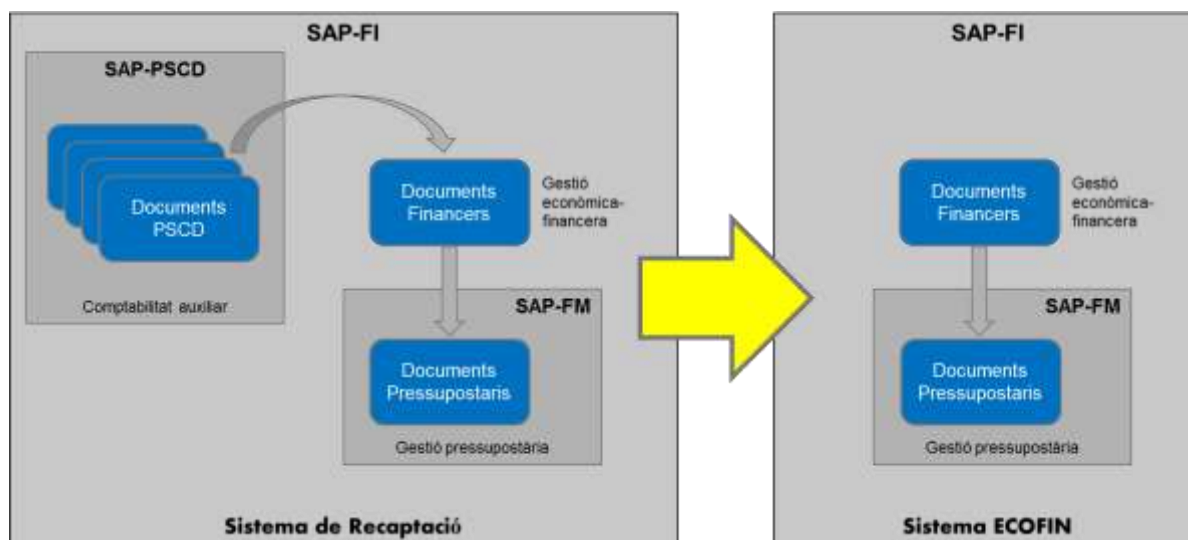 SAP-FI
SAP-PSCD
Documents
PSCD
Comptabilitat auxiliar
Documents
Financers
Gestió
econòmica-
financera
SAP-FM
Documents
Pressupostaris
Gestió pressupostària
Sistema de Recaptació
SAP-FI
Documents
Financers
Gestió
econòmica-
financera
SAP-FM
Documents
Pressupostaris
Gestió pressupostària
Sistema ECOFIN